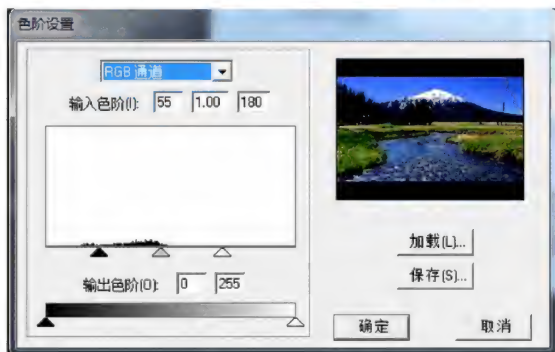 色阶设置
RGB 通道
输入色阶(I): 55 1.00 180
输出色阶(O): 0 255
加载(L)...
保存(S)...
确定 取消